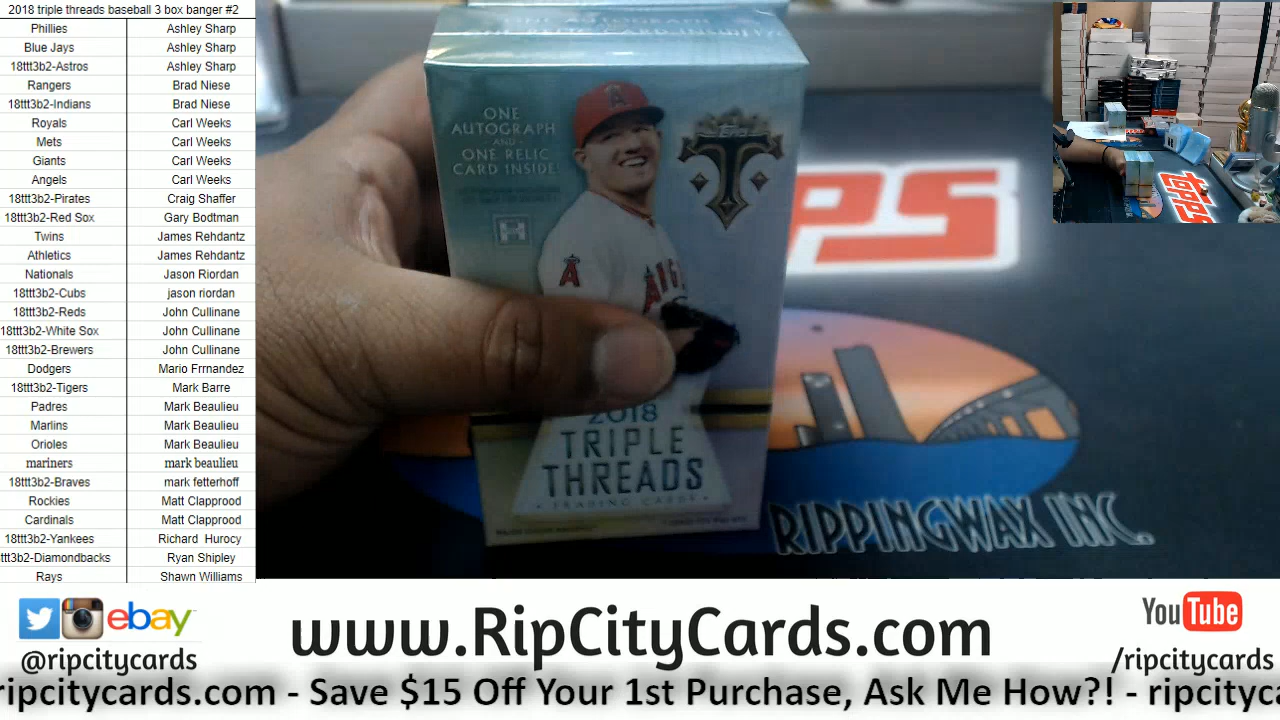 2018 triple threads baseball 3 box banger #2
Phillies Ashley Sharp
Blue Jays Ashley Sharp
18ttt3b2-Astros Ashley Sharp
Rangers Brad Niese
18ttt3b2-Indians Brad Niese
Royals Carl Weeks
Mets Carl Weeks
Giants Carl Weeks
Angels Carl Weeks
18ttt3b2-Pirates Craig Shaffer
18ttt3b2-Red Sox Gary Bodtman
Twins James Rehdantz
Athletics James Rehdantz
Nationals Jason Riordan
18ttt3b2-Cubs jason riordan
18ttt3b2-Reds John Cullinane
18ttt3b2-White Sox John Cullinane
18ttt3b2-Brewers John Cullinane
Dodgers Mario Frrnandez
18ttt3b2-Tigers Mark Barre
Padres Mark Beaulieu
Marlins Mark Beaulieu
Orioles Mark Beaulieu
mariners mark beaulieu
18ttt3b2-Braves mark fetterhoff
Rockies Matt Clapprood
Cardinals Matt Clapprood
18ttt3b2-Yankees Richard Hurocy
tt3b2-Diamondbacks Ryan Shipley
Rays Shawn Williams
ONE
AUTOGRAPH
AND
ONE RELIC
CARD INSIDE!
TOPPS
T
H
A
2018
TRIPLE
THREADS
TRADING CARDS
PS
RIPPINGWAX INC.
TOPPS
ebay
@ripcitycards
www.RipCityCards.com
YouTube
/ripcitycards
ripcitycards.com - Save $15 Off Your 1st Purchase, Ask Me How?! - ripcityca